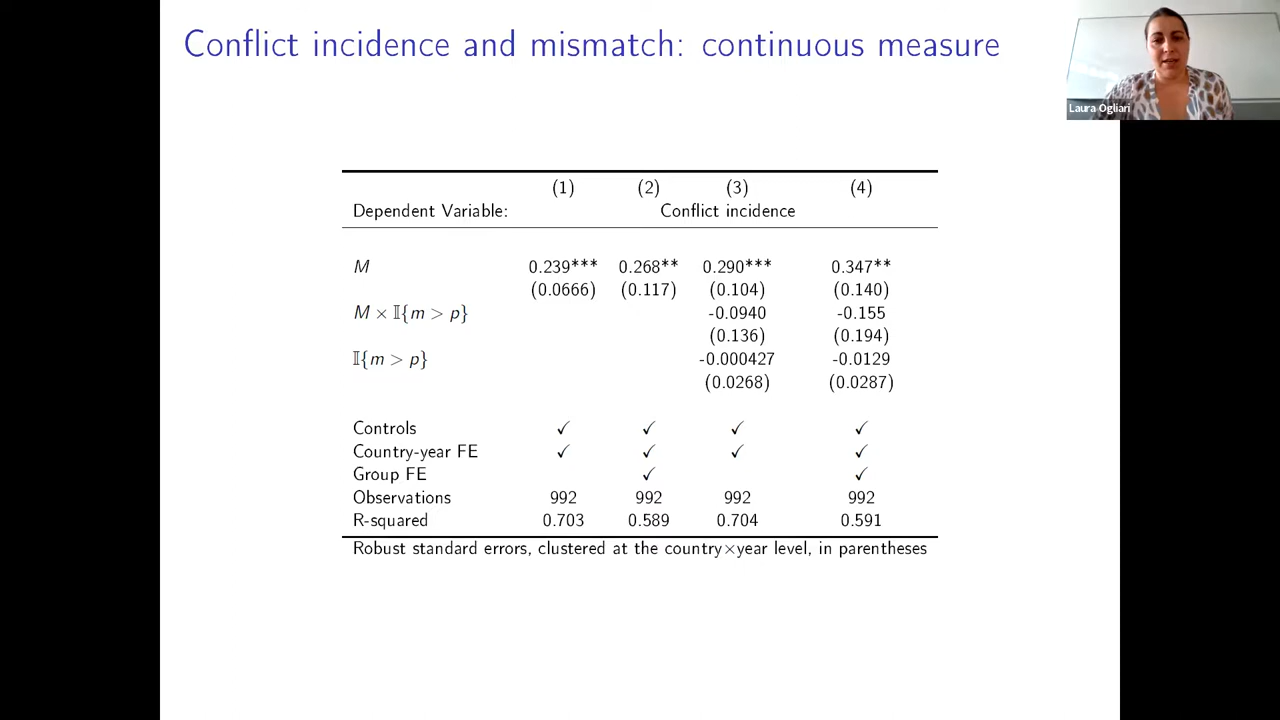 Conflict incidence and mismatch: continuous measure
Laura Ogliari
(1) (2) (3) (4)
Dependent Variable: Conflict incidence
M 0.239*** 0.268** 0.290*** 0.347**
(0.0666) (0.117) (0.104) (0.140)
M × 𝕀{m > p} -0.0940 -0.155
(0.136) (0.194)
𝕀{m > p} -0.000427 -0.0129
(0.0268) (0.0287)
Controls ✓ ✓ ✓ ✓
Country-year FE ✓ ✓ ✓ ✓
Group FE ✓ ✓
Observations 992 992 992 992
R-squared 0.703 0.589 0.704 0.591
Robust standard errors, clustered at the country×year level, in parentheses